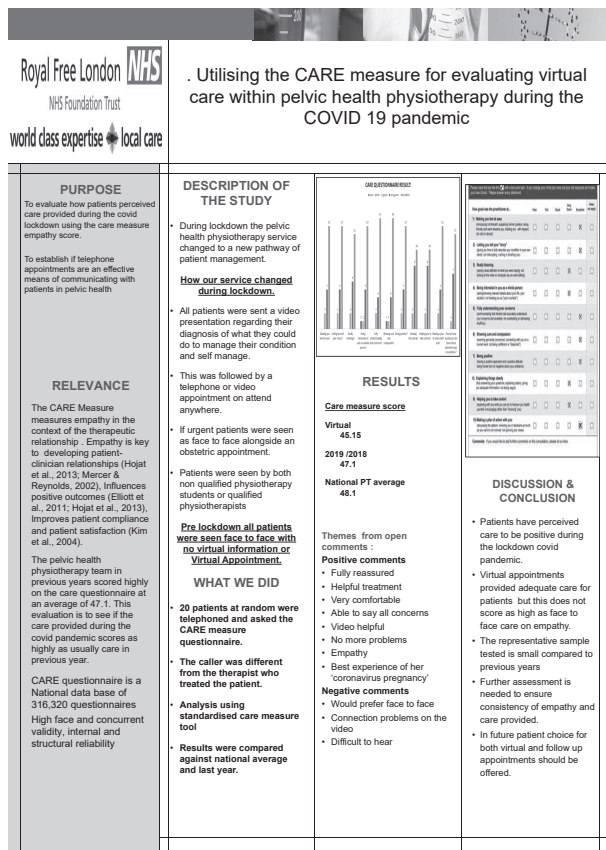 Royal Free London NHS
NHS Foundation Trust
world class expertise local care
. Utilising the CARE measure for evaluating virtual
care within pelvic health physiotherapy during the
COVID 19 pandemic
PURPOSE
To evaluate how patients perceived
care provided during the covid
lockdown using the care measure
empathy score.
To establish if telephone
appointments are an effective
means of communicating with
patients in pelvic health
RELEVANCE
The CARE Measure
measures empathy in the
context of the therapeutic
relationship . Empathy is key
to developing patient-
clinician relationships (Hojat
et al., 2013; Mercer &
Reynolds, 2002), Influences
positive outcomes (Elliott et
al., 2011; Hojat et al., 2013),
Improves patient compliance
and patient satisfaction (Kim
et al., 2004).
The pelvic health
physiotherapy team in
previous years scored highly
on the care questionnaire at
an average of 47.1. This
evaluation is to see if the
care provided during the
covid pandemic scores as
highly as usually care in
previous year.
CARE questionnaire is a
National data base of
316,320 questionnaires
High face and concurrent
validity, internal and
structural reliability
DESCRIPTION OF
THE STUDY
• During lockdown the pelvic
health physiotherapy service
changed to a new pathway of
patient management.
How our service changed
during lockdown.
• All patients were sent a video
presentation regarding their
diagnosis of what they could
do to manage their condition
and self manage.
• This was followed by a
telephone or video
appointment on attend
anywhere.
• If urgent patients were seen
as face to face alongside an
obstetric appointment.
• Patients were seen by both
non qualified physiotherapy
students or qualified
physiotherapists
Pre lockdown all patients
were seen face to face with
no virtual information or
Virtual Appointment.
WHAT WE DID
• 20 patients at random were
telephoned and asked the
CARE measure
questionnaire.
• The caller was different
from the therapist who
treated the patient.
• Analysis using
standardised care measure
tool
• Results were compared
against national average
and last year.
CARE QUESTIONNAIRE RESULT
RESULTS
Care measure score
Virtual
45.15
2019 /2018
47.1
National PT average
48.1
Themes from open
comments :
Positive comments
• Fully reassured
• Helpful treatment
• Very comfortable
• Able to say all concerns
• Video helpful
• No more problems
• Empathy
• Best experience of her
‘coronavirus pregnancy’
Negative comments
• Would prefer face to face
• Connection problems on the
video
• Difficult to hear
DISCUSSION &
CONCLUSION
• Patients have perceived
care to be positive during
the lockdown covid
pandemic.
• Virtual appointments
provided adequate care for
patients but this does not
score as high as face to
face care on empathy.
• The representative sample
tested is small compared to
previous years
• Further assessment is
needed to ensure
consistency of empathy and
care provided.
• In future patient choice for
both virtual and follow up
appointments should be
offered.